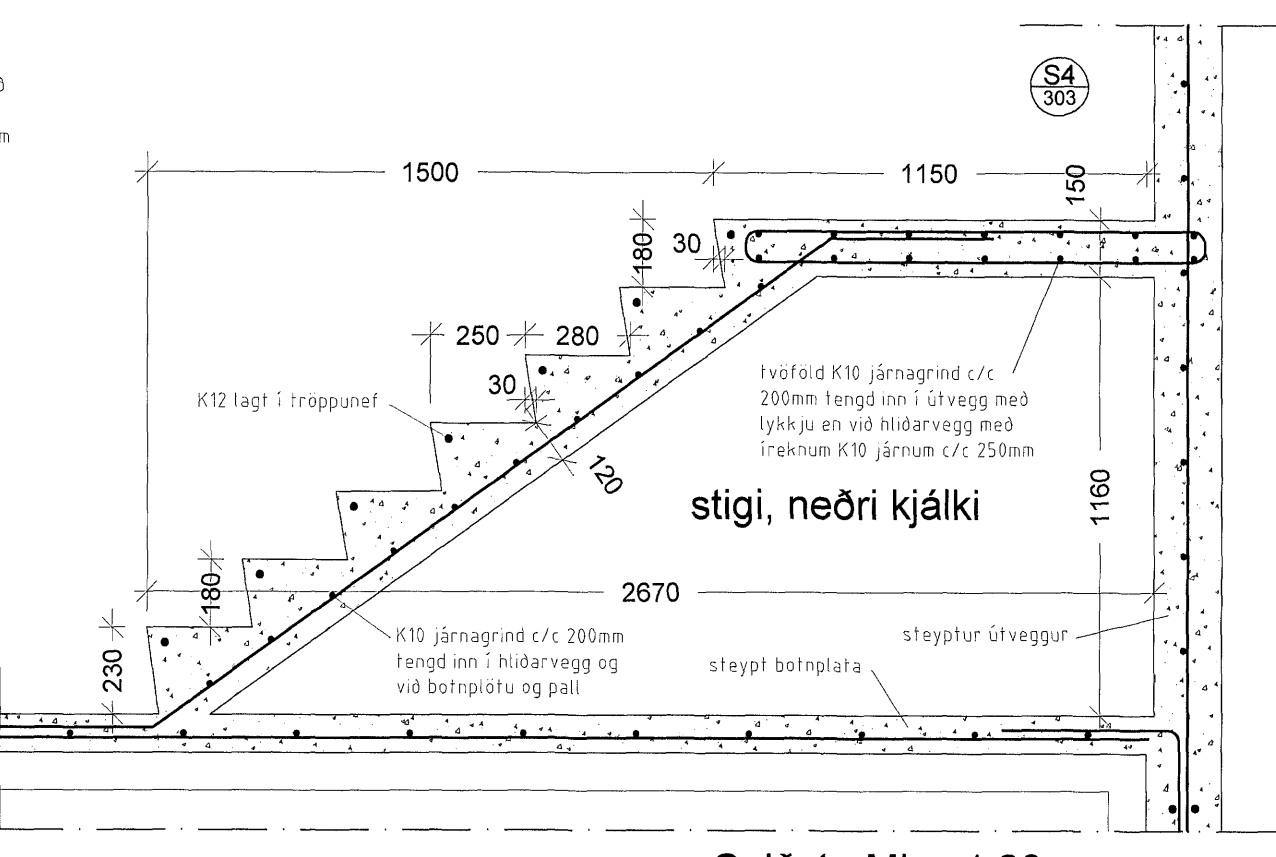 S4
303
1500
1150
150
180
30
250
280
30
K12 lagt í tröppunef
tvöföld K10 járnagrind c/c
200mm tengd inn í útvegg með
lykkju en við hliðarvegg með
íreknum K10 járnum c/c 250mm
120
stigi, neðri kjálki
1160
180
2670
K10 járnagrind c/c 200mm
tengd inn í hliðarvegg og
við botnplötu og pall
230
steyptur útveggur
steypt botnplata